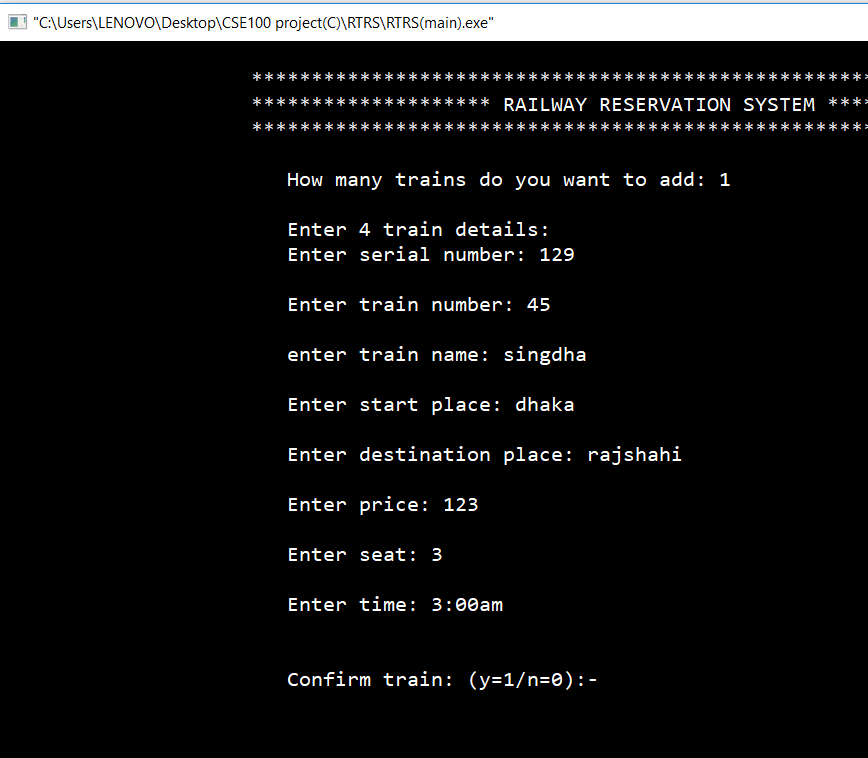 "C:\Users\LENOVO\Desktop\CSE100 project(C)\RTRS\RTRS(main).exe"
****************************************************
******************** RAILWAY RESERVATION SYSTEM ****
****************************************************
How many trains do you want to add: 1
Enter 4 train details:
Enter serial number: 129
Enter train number: 45
enter train name: singdha
Enter start place: dhaka
Enter destination place: rajshahi
Enter price: 123
Enter seat: 3
Enter time: 3:00am
Confirm train: (y=1/n=0):-